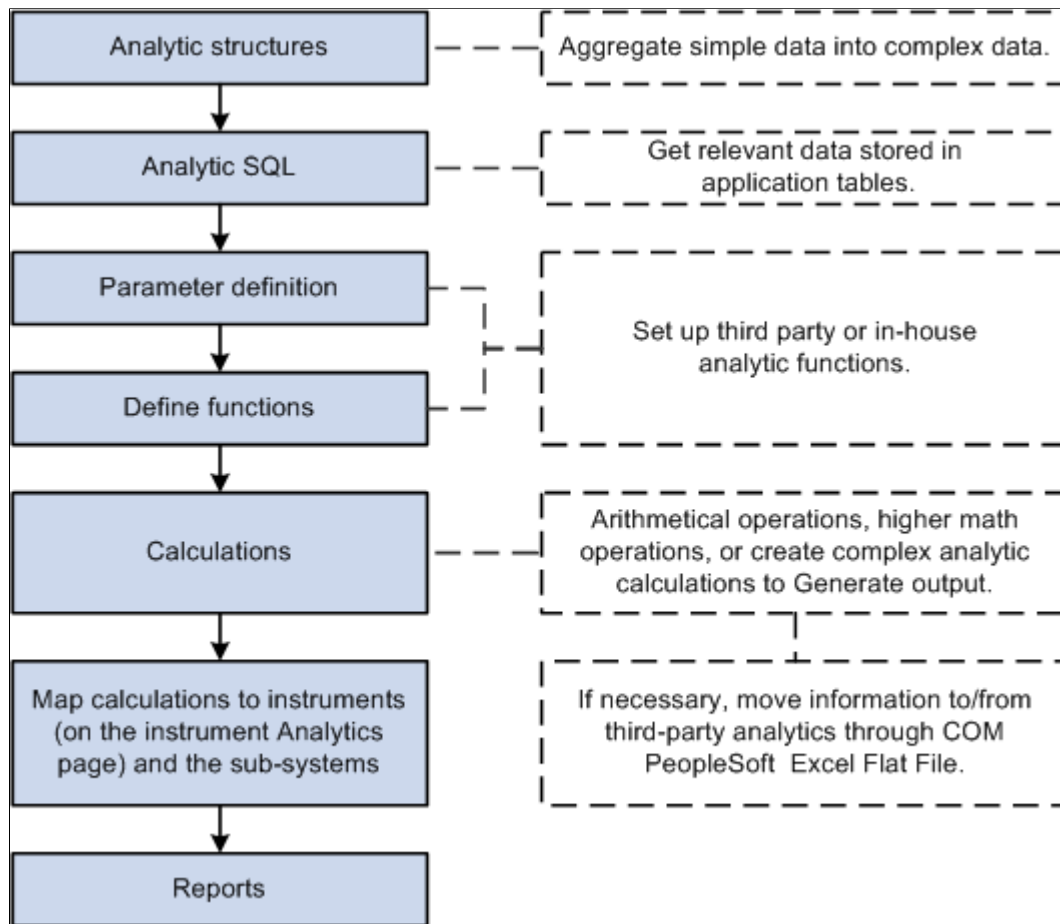 Analytic structures
Aggregate simple data into complex data.
Analytic SQL
Get relevant data stored in
application tables.
Parameter definition
Set up third party or in-house
analytic functions.
Define functions
Calculations
Arithmetical operations, higher math
operations, or create complex analytic
calculations to Generate output.
Map calculations to instruments
(on the instrument Analytics
page) and the sub-systems
If necessary, move information to/from
third-party analytics through COM
PeopleSoft Excel Flat File.
Reports